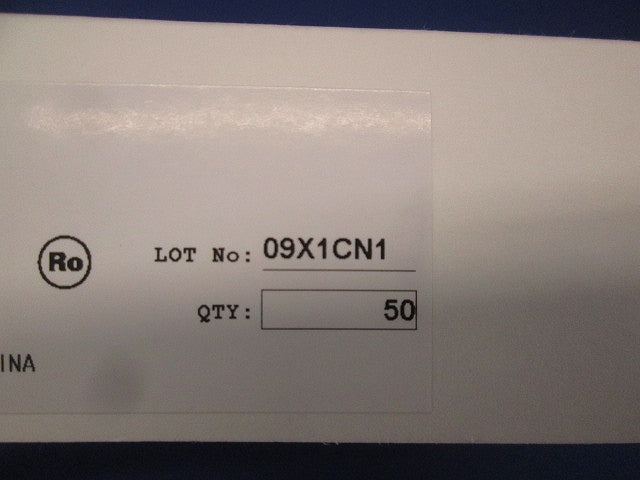 Ro
LOT No: 09X1CN1
QTY: 50
INA